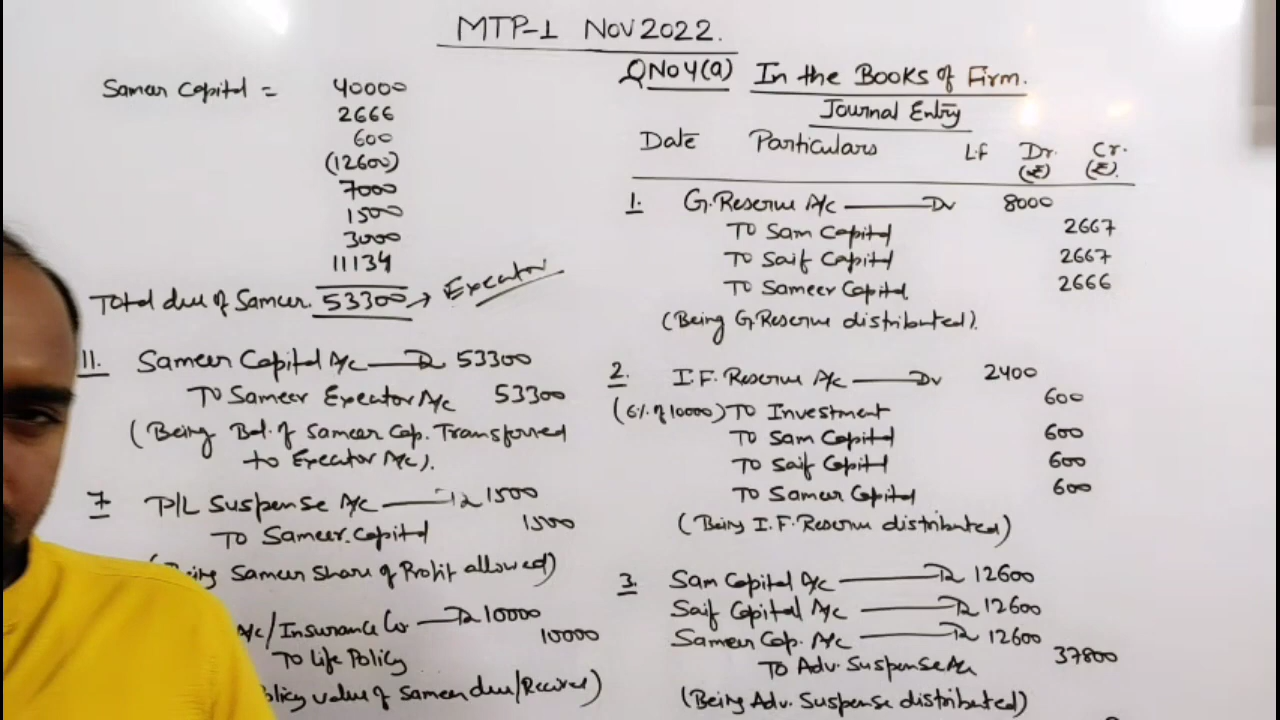 MTP-1 NOV 2022.
Sameer Capital = 40000
2666
600
(12600)
7000
1500
3000
11134
Total due of Sameer. 53300 → Executor
11. Sameer Capital A/c — Dr 53300
To Sameer Executor A/c 53300
(Being Bal. of Sameer Cap. Transferred
to Executor A/c).
7 P/L Suspense A/c — Dr 1500
To Sameer Capital 1500
Sameer Share of Profit allowed)
A/c/Insurance Co — Dr 10000
10000
To Life Policy
Policy value of Sameer due/Received)
QNo 4(a) In the Books of Firm.
Journal Entry
Date Particulars L.f Dr. Cr.
(₹) (₹).
1. G. Reserve A/c — Dr 8000
To Sam Capital 2667
To Saif Capital 2667
To Sameer Capital 2666
(Being G. Reserve distributed).
2. I.F. Reserve A/c — Dr 2400
(6% of 10000) To Investment 600
To Sam Capital 600
To Saif Capital 600
To Sameer Capital 600
(Being I.F. Reserve distributed)
3. Sam Capital A/c — Dr 12600
Saif Capital A/c — Dr 12600
Sameer Cap. A/c — Dr 12600
To Adv. Suspense A/c 37800
(Being Adv. Suspense distributed)